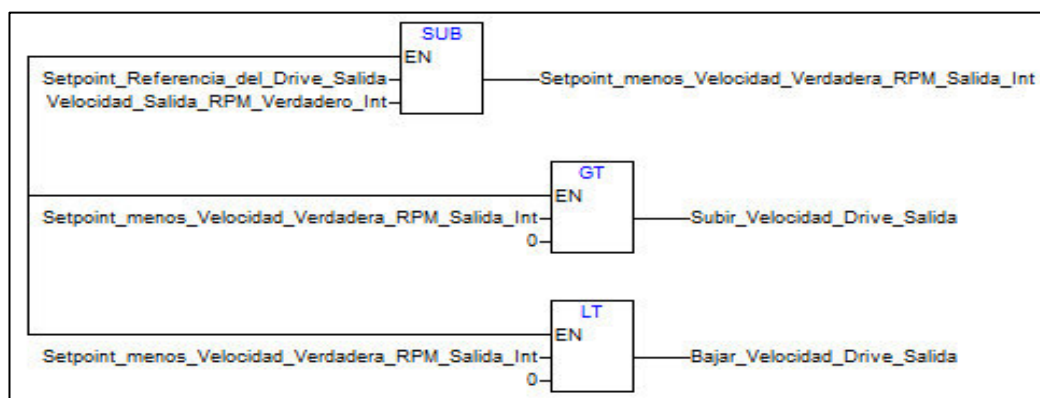 SUB
EN
Setpoint_Referencia_del_Drive_Salida
Velocidad_Salida_RPM_Verdadero_Int
Setpoint_menos_Velocidad_Verdadera_RPM_Salida_Int
GT
EN
Setpoint_menos_Velocidad_Verdadera_RPM_Salida_Int
0
Subir_Velocidad_Drive_Salida
LT
EN
Setpoint_menos_Velocidad_Verdadera_RPM_Salida_Int
0
Bajar_Velocidad_Drive_Salida